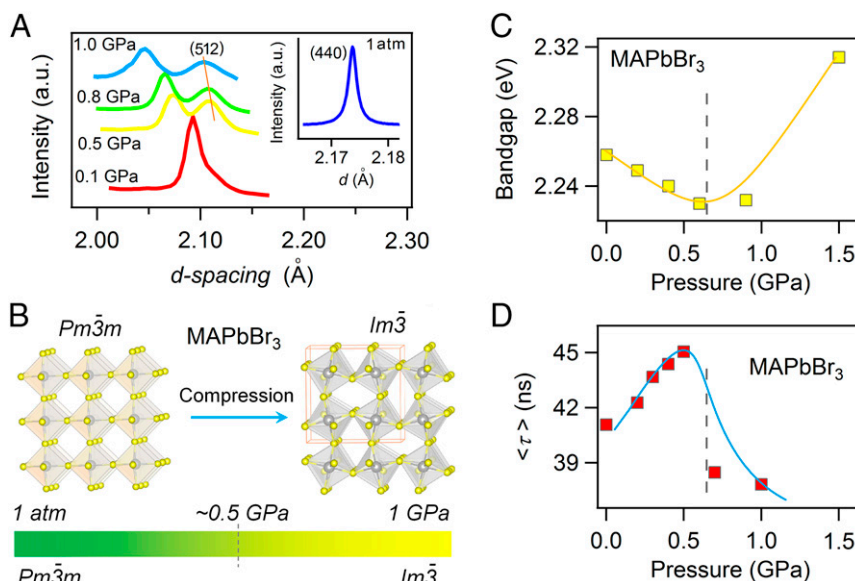 A
Intensity (a.u.)
1.0 GPa
0.8 GPa
0.5 GPa
0.1 GPa
(512)
2.00 2.10 2.20 2.30
d-spacing (Å)
(440)
1 atm
Intensity (a.u.)
2.17 2.18
d (Å)
B
Pm3̄m
MAPbBr3
Compression
Im3̄
1 atm ~0.5 GPa 1 GPa
Pm3̄m Im3̄
C
MAPbBr3
Bandgap (eV)
2.32
2.28
2.24
0.0 0.5 1.0 1.5
Pressure (GPa)
D
MAPbBr3
<τ> (ns)
45
42
39
0.0 0.5 1.0 1.5
Pressure (GPa)